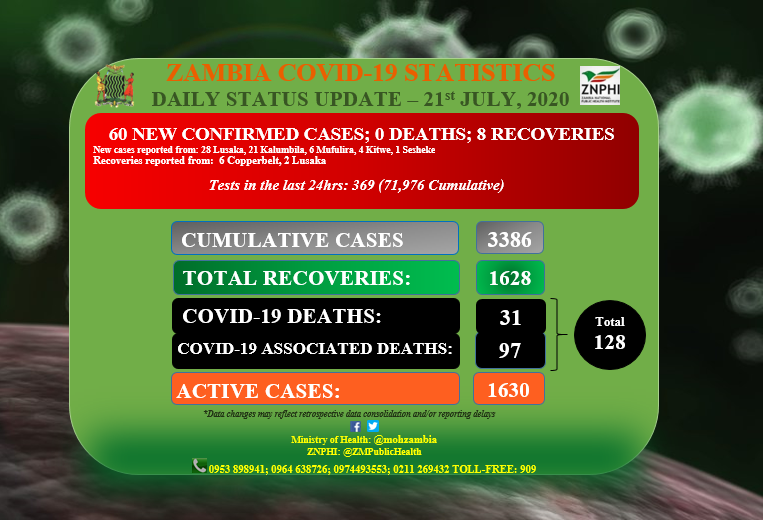 ZAMBIA COVID-19 STATISTICS
DAILY STATUS UPDATE – 21st JULY, 2020
ZNPHI
ZAMBIA NATIONAL
PUBLIC HEALTH INSTITUTE
60 NEW CONFIRMED CASES; 0 DEATHS; 8 RECOVERIES
New cases reported from: 28 Lusaka, 21 Kalumbila, 6 Mufulira, 4 Kitwe, 1 Sesheke
Recoveries reported from:  6 Copperbelt, 2 Lusaka
Tests in the last 24hrs: 369 (71,976 Cumulative)
CUMULATIVE CASES 3386
TOTAL RECOVERIES: 1628
COVID-19 DEATHS: 31
COVID-19 ASSOCIATED DEATHS: 97
Total
128
ACTIVE CASES: 1630
*Data changes may reflect retrospective data consolidation and/or reporting delays
Ministry of Health: @mohzambia
ZNPHI: @ZMPublicHealth
0953 898941; 0964 638726; 0974493553; 0211 269432 TOLL-FREE: 909